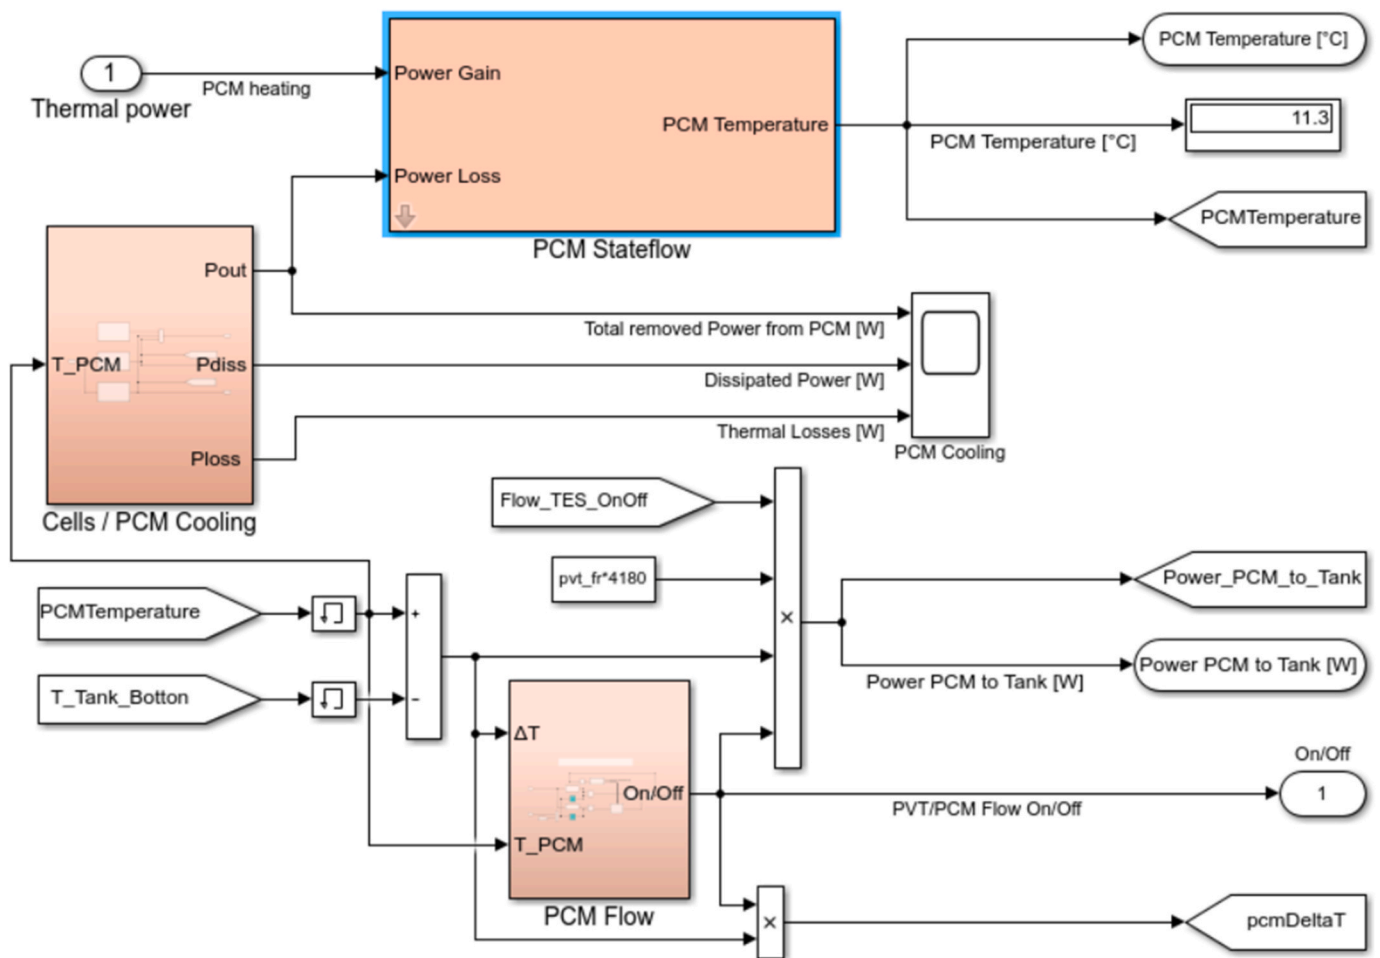 PCM Temperature [°C]
1
Thermal power
PCM heating
Power Gain
PCM Temperature
Power Loss
PCM Stateflow
11.3
PCM Temperature [°C]
PCMTemperature
Pout
T_PCM
Pdiss
Ploss
Cells / PCM Cooling
Total removed Power from PCM [W]
Dissipated Power [W]
Thermal Losses [W]
PCM Cooling
Flow_TES_OnOff
pvt_fr*4180
×
Power_PCM_to_Tank
Power PCM to Tank [W]
Power PCM to Tank [W]
PCMTemperature
+
T_Tank_Botton
−
ΔT
On/Off
T_PCM
PCM Flow
On/Off
1
PVT/PCM Flow On/Off
×
pcmDeltaT